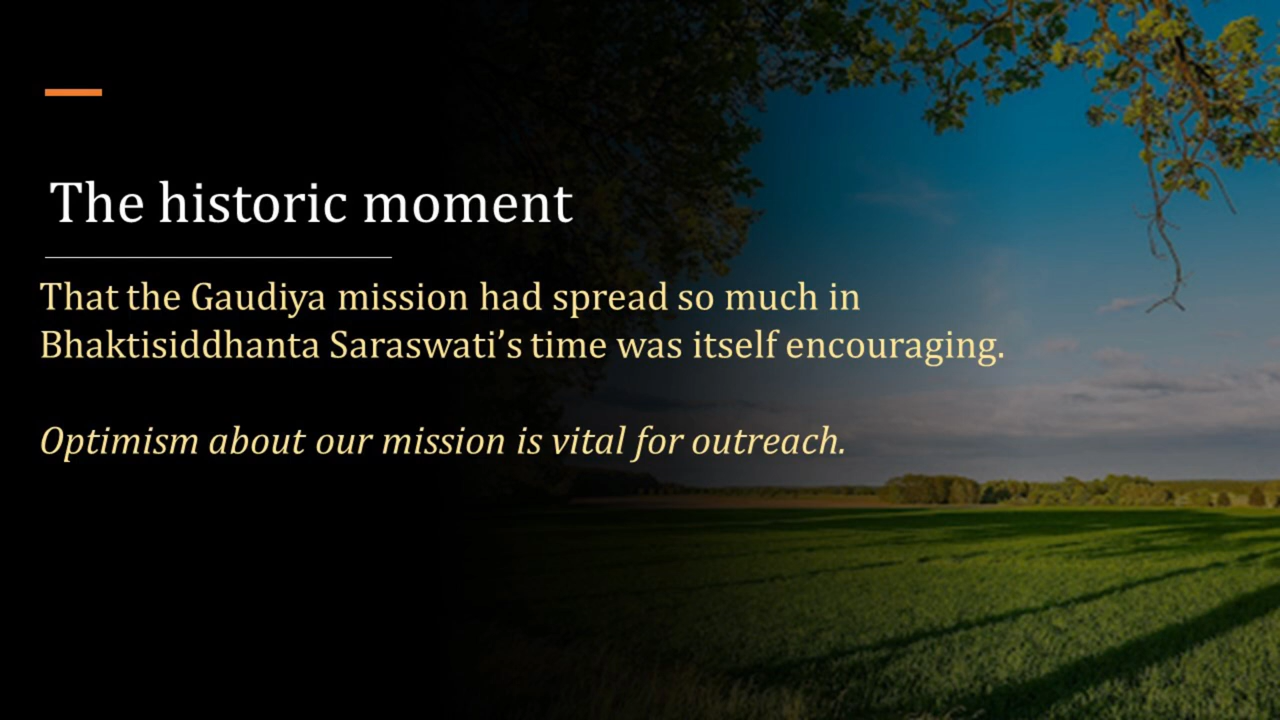 The historic moment
That the Gaudiya mission had spread so much in
Bhaktisiddhanta Saraswati’s time was itself encouraging.
Optimism about our mission is vital for outreach.